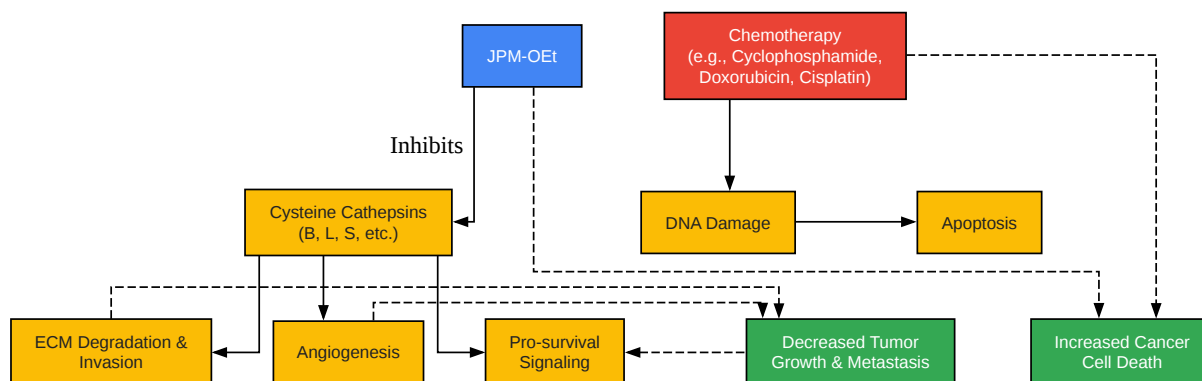 JPM-OEt
Chemotherapy
(e.g., Cyclophosphamide,
Doxorubicin, Cisplatin)
Inhibits
Cysteine Cathepsins
(B, L, S, etc.)
DNA Damage
Apoptosis
ECM Degradation &
Invasion
Angiogenesis
Pro-survival
Signaling
Decreased Tumor
Growth & Metastasis
Increased Cancer
Cell Death